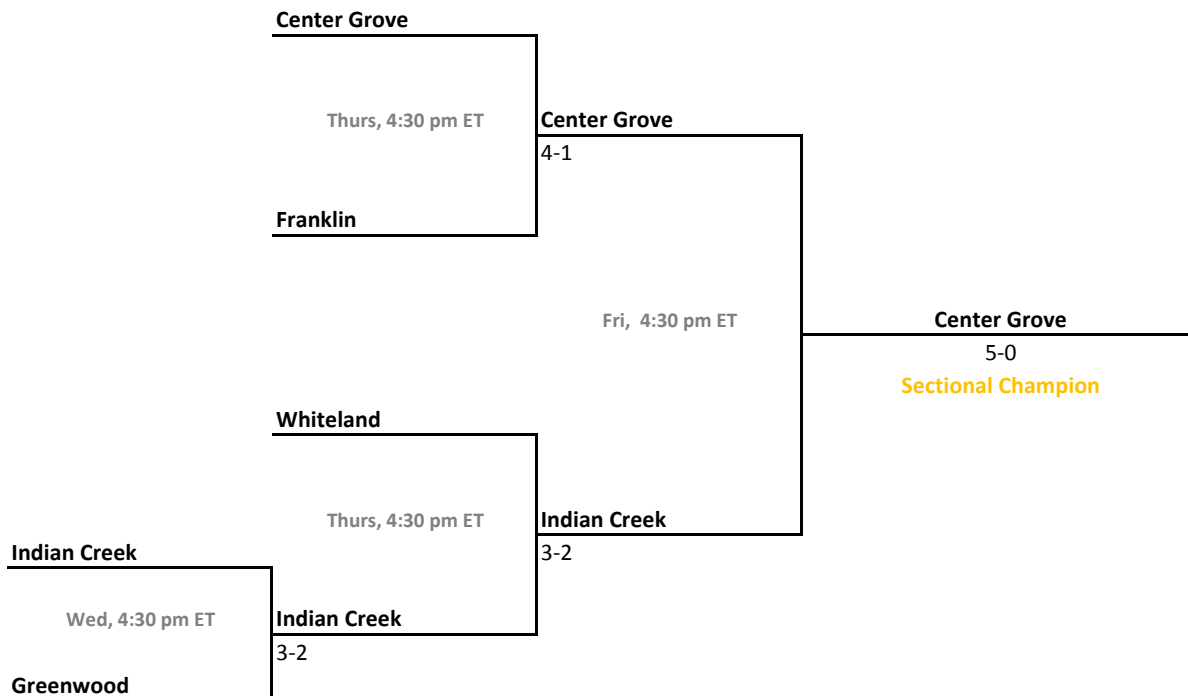 Center Grove
Thurs, 4:30 pm ET
Center Grove
4-1
Franklin
Fri, 4:30 pm ET
Center Grove
5-0
Sectional Champion
Whiteland
Thurs, 4:30 pm ET
Indian Creek
3-2
Indian Creek
Wed, 4:30 pm ET
Indian Creek
3-2
Greenwood